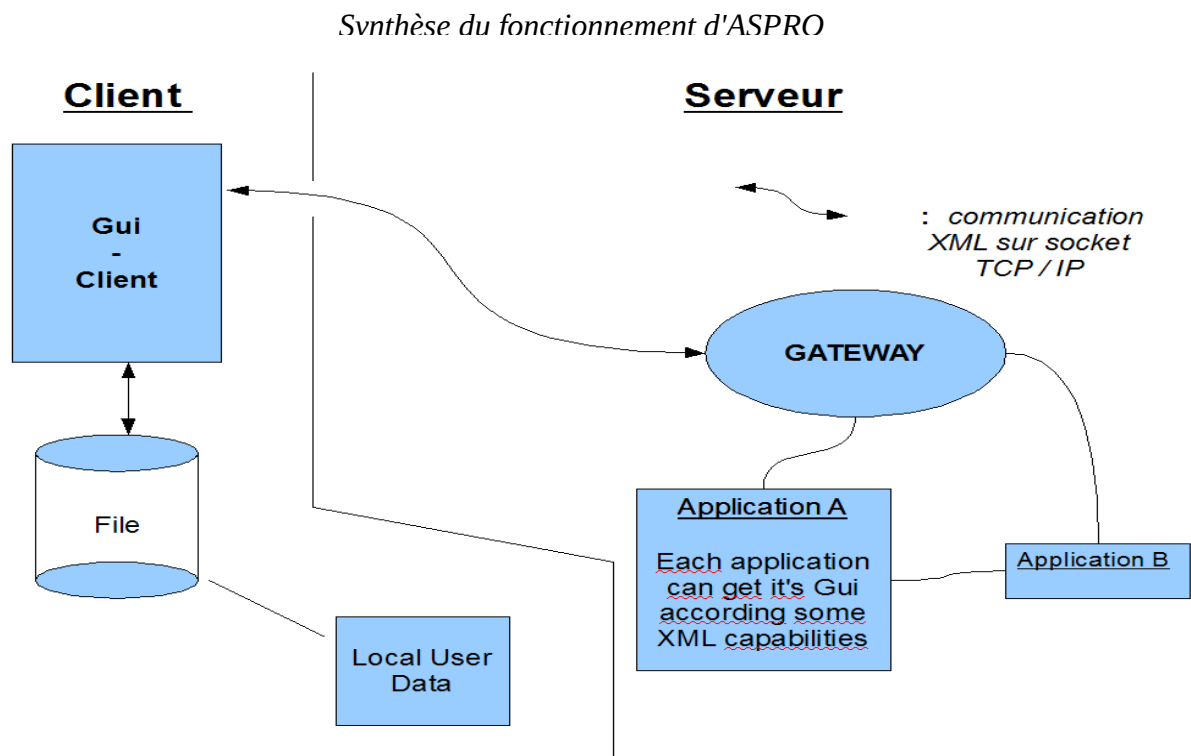 Synthèse du fonctionnement d'ASPRO
Client
Serveur
Gui
-
Client
: communication
XML sur socket
TCP / IP
GATEWAY
File
Application A
Each application
can get it's Gui
according some
XML capabilities
Application B
Local User
Data